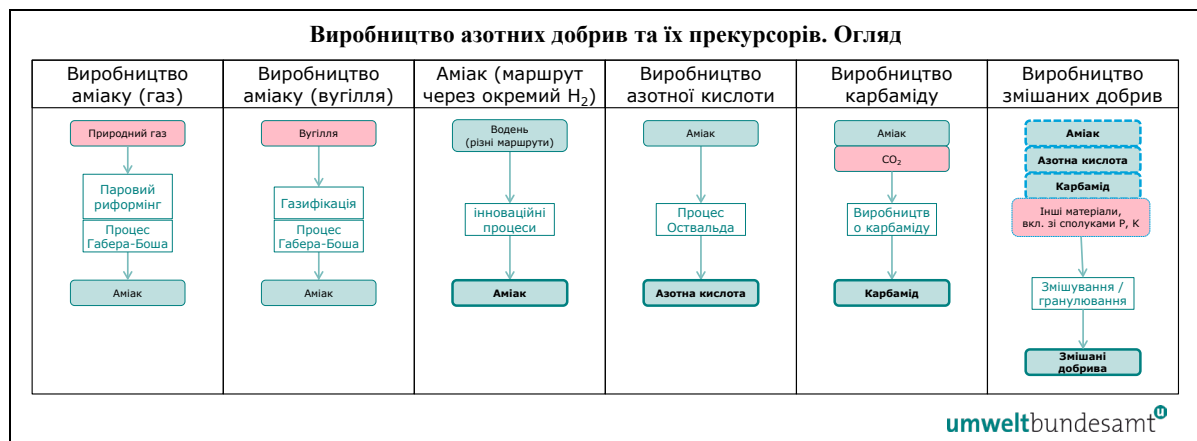 Виробництво азотних добрив та їх прекурсорів. Огляд
Виробництво
аміаку (газ)
Природний газ
Паровий
риформінг
Процес
Габера-Боша
Аміак
Виробництво
аміаку (вугілля)
Вугілля
Газифікація
Процес
Габера-Боша
Аміак
Аміак (маршрут
через окремий H₂)
Водень
(різні маршрути)
інноваційні
процеси
Аміак
Виробництво
азотної кислоти
Аміак
Процес
Оствальда
Азотна кислота
Виробництво
карбаміду
Аміак
CO₂
Виробництв
о карбаміду
Карбамід
Виробництво
змішаних добрив
Аміак
Азотна кислота
Карбамід
Інші матеріали,
вкл. зі сполуками P, K
Змішування /
гранулювання
Змішані
добрива
umweltbundesamt
u